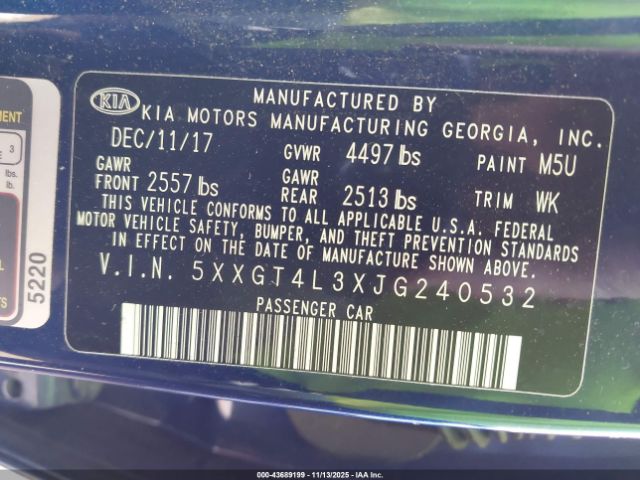 MANUFACTURED BY
KIA KIA MOTORS MANUFACTURING GEORGIA, INC.
DEC/11/17 GVWR 4497 lbs PAINT M5U
GAWR FRONT 2557 lbs GAWR REAR 2513 lbs TRIM WK
THIS VEHICLE CONFORMS TO ALL APPLICABLE U.S.A. FEDERAL
MOTOR VEHICLE SAFETY, BUMPER, AND THEFT PREVENTION STANDARDS
IN EFFECT ON THE DATE OF MANUFACTURE SHOWN ABOVE.
V.I.N. 5XXGT4L3XJG240532
PASSENGER CAR
3
lbs.
lb.
5220
000-43689199 | 11/13/2025 - IAA Inc.